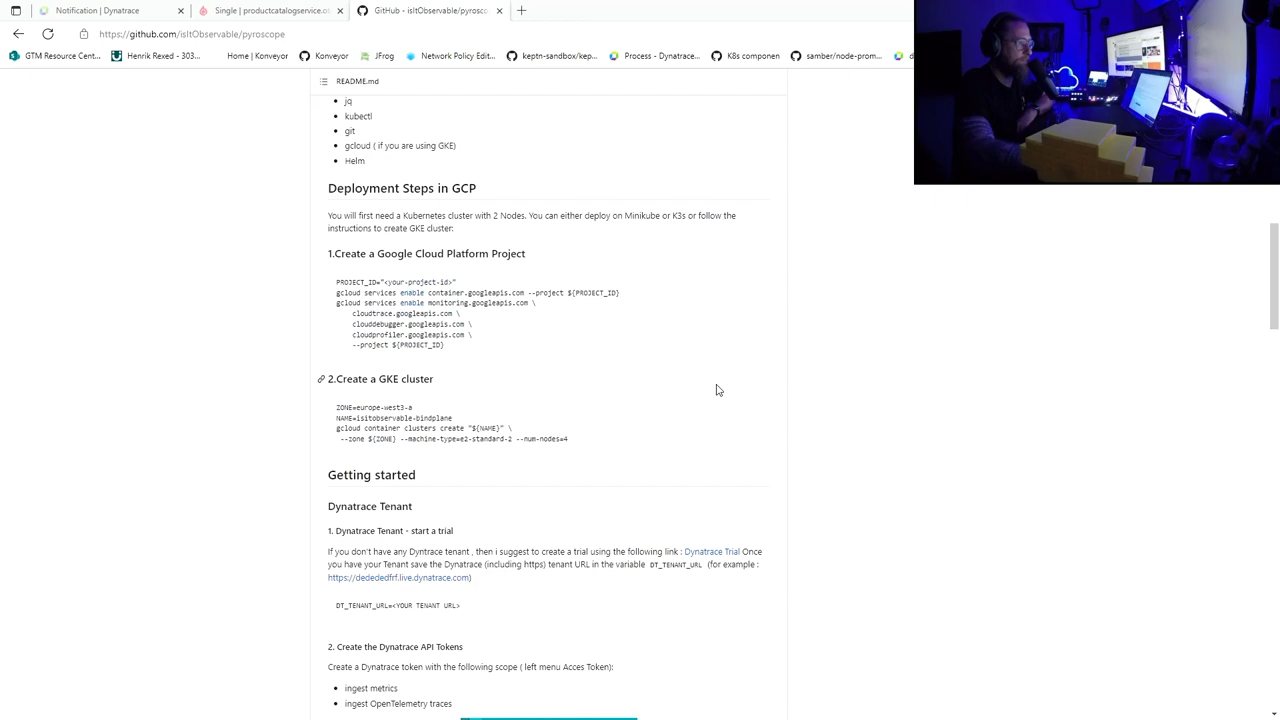 Notification | Dynatrace
Single | productcatalogservice.ot
GitHub - isItObservable/pyrosco
https://github.com/isItObservable/pyroscope
GTM Resource Cent...
Henrik Rexed - 303...
Home | Konveyor
Konveyor
JFrog
Network Policy Edit...
keptn-sandbox/kep...
Process - Dynatrace...
K8s componen
samber/node-prom...
README.md
jq
kubectl
git
gcloud ( if you are using GKE)
Helm
Deployment Steps in GCP
You will first need a Kubernetes cluster with 2 Nodes. You can either deploy on Minikube or K3s or follow the
instructions to create GKE cluster:
1.Create a Google Cloud Platform Project
PROJECT_ID="<your-project-id>"
gcloud services enable container.googleapis.com --project ${PROJECT_ID}
gcloud services enable monitoring.googleapis.com \
cloudtrace.googleapis.com \
clouddebugger.googleapis.com \
cloudprofiler.googleapis.com \
--project ${PROJECT_ID}
2.Create a GKE cluster
ZONE=europe-west3-a
NAME=isitobservable-bindplane
gcloud container clusters create "${NAME}" \
--zone ${ZONE} --machine-type=e2-standard-2 --num-nodes=4
Getting started
Dynatrace Tenant
1. Dynatrace Tenant - start a trial
If you don't have any Dyntrace tenant , then i suggest to create a trial using the following link : Dynatrace Trial Once
you have your Tenant save the Dynatrace (including https) tenant URL in the variable DT_TENANT_URL (for example :
https://dedededfrf.live.dynatrace.com)
DT_TENANT_URL=<YOUR TENANT URL>
2. Create the Dynatrace API Tokens
Create a Dynatrace token with the following scope ( left menu Acces Token):
ingest metrics
ingest OpenTelemetry traces